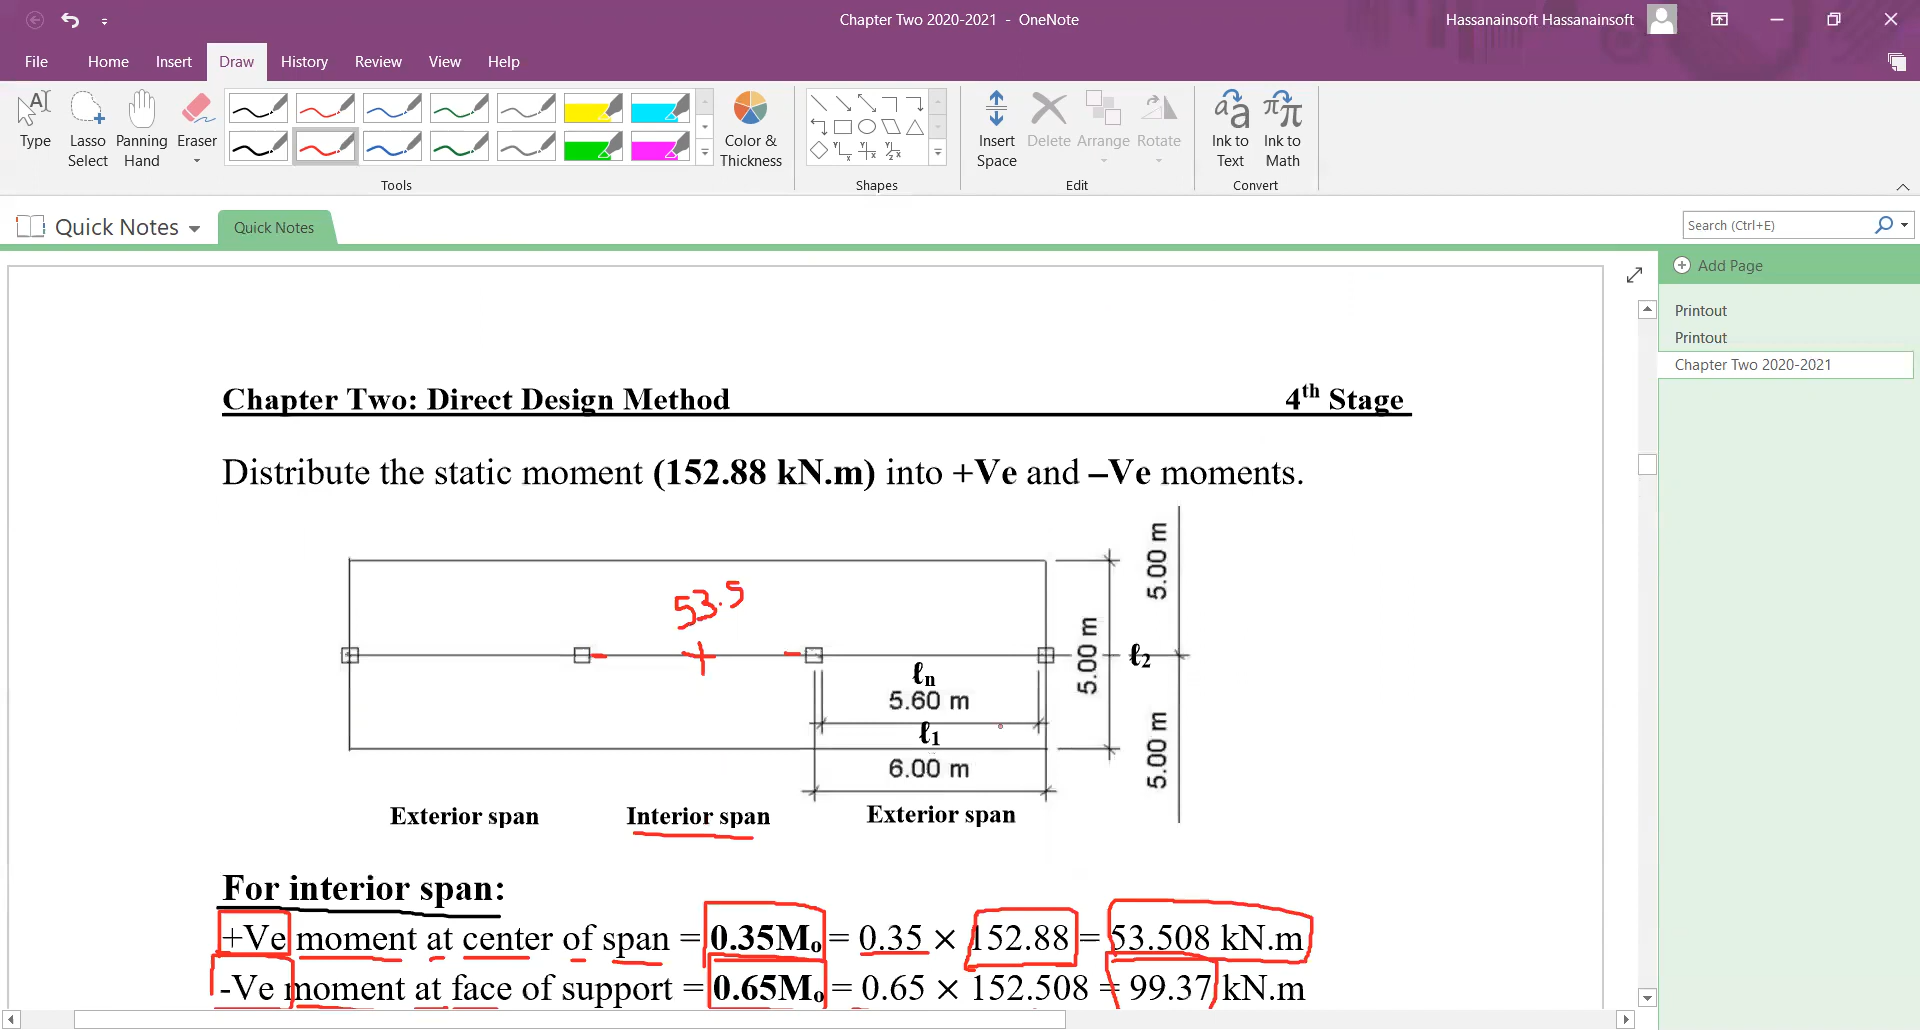 Chapter Two 2020-2021 - OneNote
Hassanainsoft Hassanainsoft
File Home Insert Draw History Review View Help
Type
Lasso Select
Panning Hand
Eraser
Color & Thickness
Insert Space
Delete
Arrange
Rotate
Ink to Text
Ink to Math
Tools
Shapes
Edit
Convert
Quick Notes
Quick Notes
Search (Ctrl+E)
Add Page
Printout
Printout
Chapter Two 2020-2021
Chapter Two: Direct Design Method 4th Stage
Distribute the static moment (152.88 kN.m) into +Ve and –Ve moments.
5.00 m
53.5
5.00 m
ℓ2
ℓn
5.60 m
ℓ1
6.00 m
5.00 m
Exterior span
Interior span
Exterior span
For interior span:
+Ve moment at center of span = 0.35Mo = 0.35 × 152.88 = 53.508 kN.m
-Ve moment at face of support = 0.65Mo = 0.65 × 152.508 = 99.37 kN.m